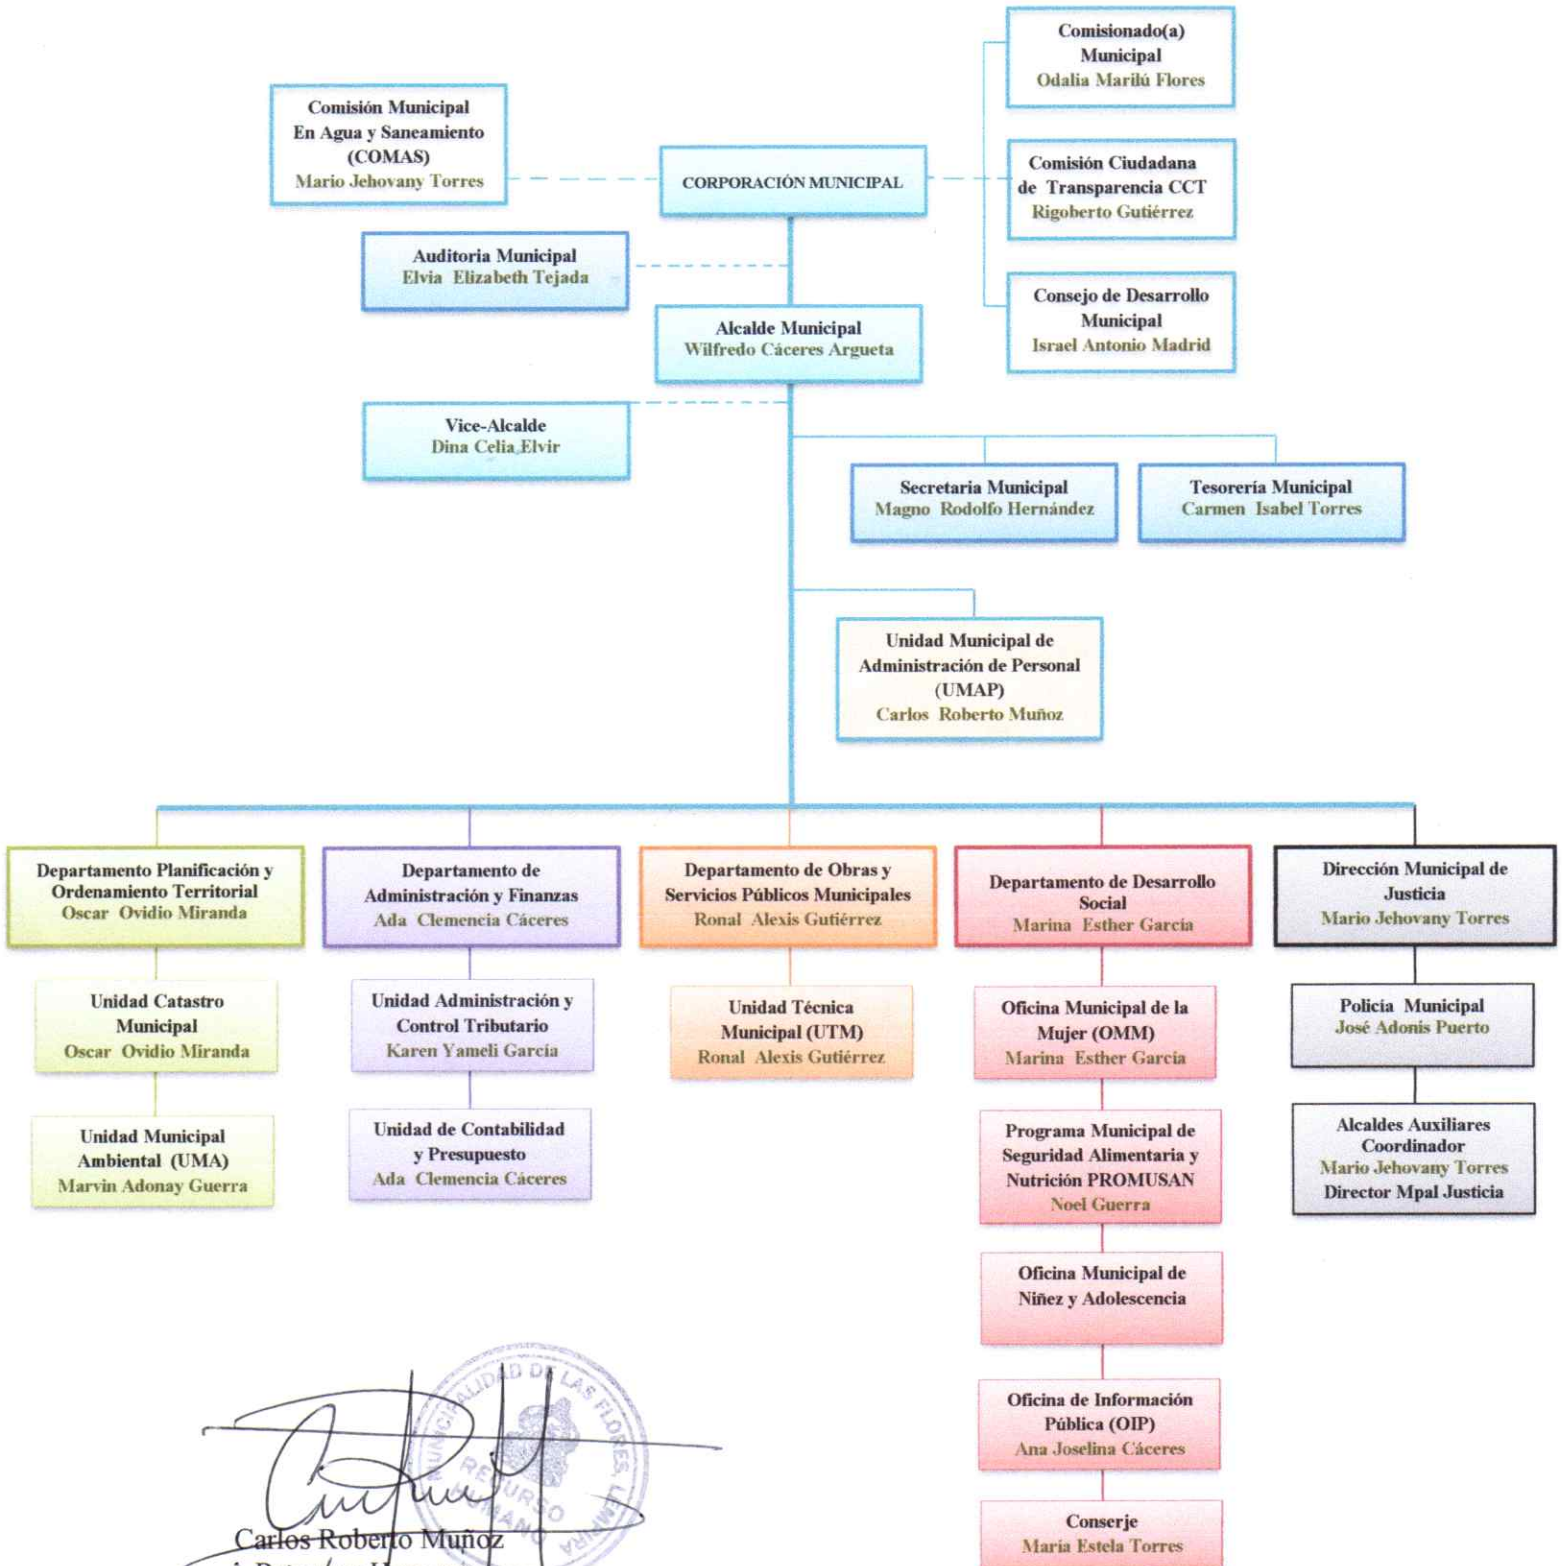 Comisionado(a)
Municipal
Odalia Marilú Flores
Comisión Municipal
En Agua y Saneamiento
(COMAS)
Mario Jehovany Torres
CORPORACIÓN MUNICIPAL
Comisión Ciudadana
de Transparencia CCT
Rigoberto Gutiérrez
Auditoria Municipal
Elvia Elizabeth Tejada
Consejo de Desarrollo
Municipal
Israel Antonio Madrid
Alcalde Municipal
Wilfredo Cáceres Argueta
Vice-Alcalde
Dina Celia Elvir
Secretaria Municipal
Magno Rodolfo Hernández
Tesorería Municipal
Carmen Isabel Torres
Unidad Municipal de
Administración de Personal
(UMAP)
Carlos Roberto Muñoz
Departamento Planificación y
Ordenamiento Territorial
Oscar Ovidio Miranda
Departamento de
Administración y Finanzas
Ada Clemencia Cáceres
Departamento de Obras y
Servicios Públicos Municipales
Ronal Alexis Gutiérrez
Departamento de Desarrollo
Social
Marina Esther García
Dirección Municipal de
Justicia
Mario Jehovany Torres
Unidad Catastro
Municipal
Oscar Ovidio Miranda
Unidad Administración y
Control Tributario
Karen Yameli García
Unidad Técnica
Municipal (UTM)
Ronal Alexis Gutiérrez
Oficina Municipal de la
Mujer (OMM)
Marina Esther García
Policía Municipal
José Adonis Puerto
Unidad Municipal
Ambiental (UMA)
Marvin Adonay Guerra
Unidad de Contabilidad
y Presupuesto
Ada Clemencia Cáceres
Programa Municipal de
Seguridad Alimentaria y
Nutrición PROMUSAN
Noel Guerra
Alcaldes Auxiliares
Coordinador
Mario Jehovany Torres
Director Mpal Justicia
Oficina Municipal de
Niñez y Adolescencia
Oficina de Información
Pública (OIP)
Ana Joselina Cáceres
Conserje
María Estela Torres
MUNICIPALIDAD DE LAS FLORES, LEMPIRA
RECURSO
HUMANO
Carlos Roberto Muñoz